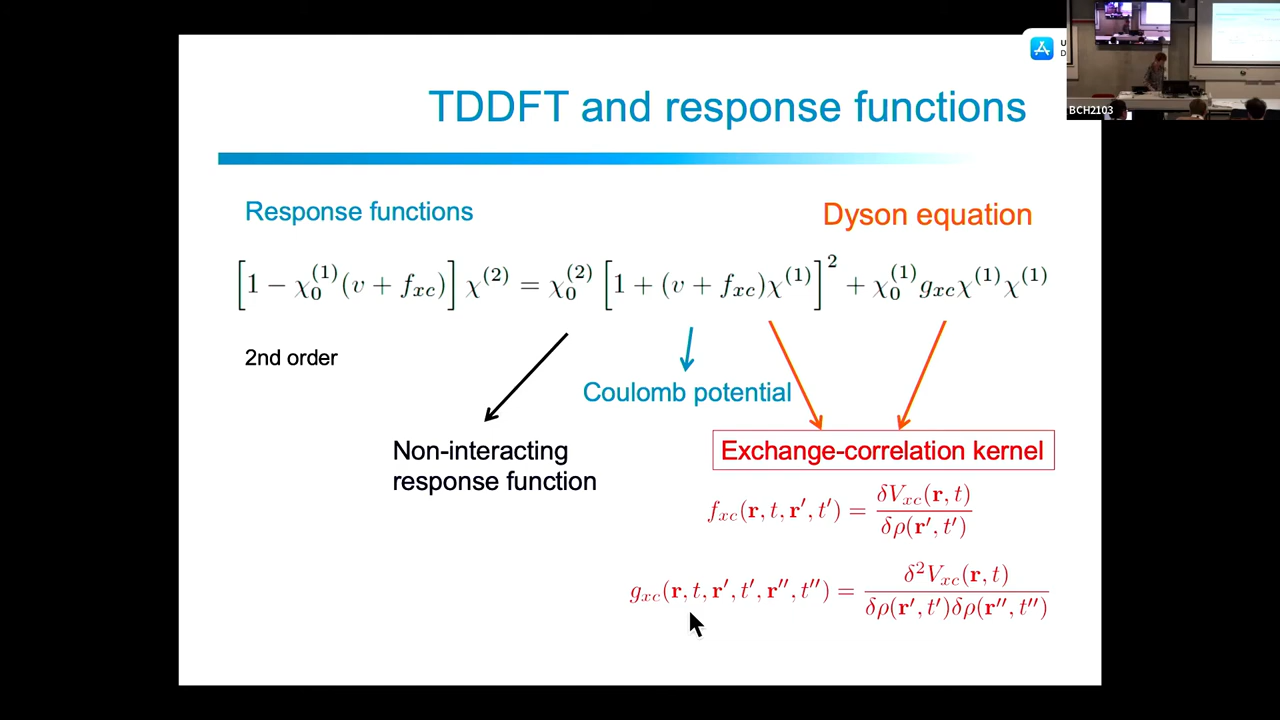 TDDFT and response functions
U
D
BCH2103
Response functions
Dyson equation
[1 − χ₀⁽¹⁾(v + f_xc)] χ⁽²⁾ = χ₀⁽²⁾ [1 + (v + f_xc)χ⁽¹⁾]² + χ₀⁽¹⁾ g_xc χ⁽¹⁾ χ⁽¹⁾
2nd order
Coulomb potential
Non-interacting
response function
Exchange-correlation kernel
f_xc(r, t, r′, t′) = δV_xc(r, t) / δρ(r′, t′)
g_xc(r, t, r′, t′, r′′, t′′) = δ²V_xc(r, t) / δρ(r′, t′)δρ(r′′, t′′)